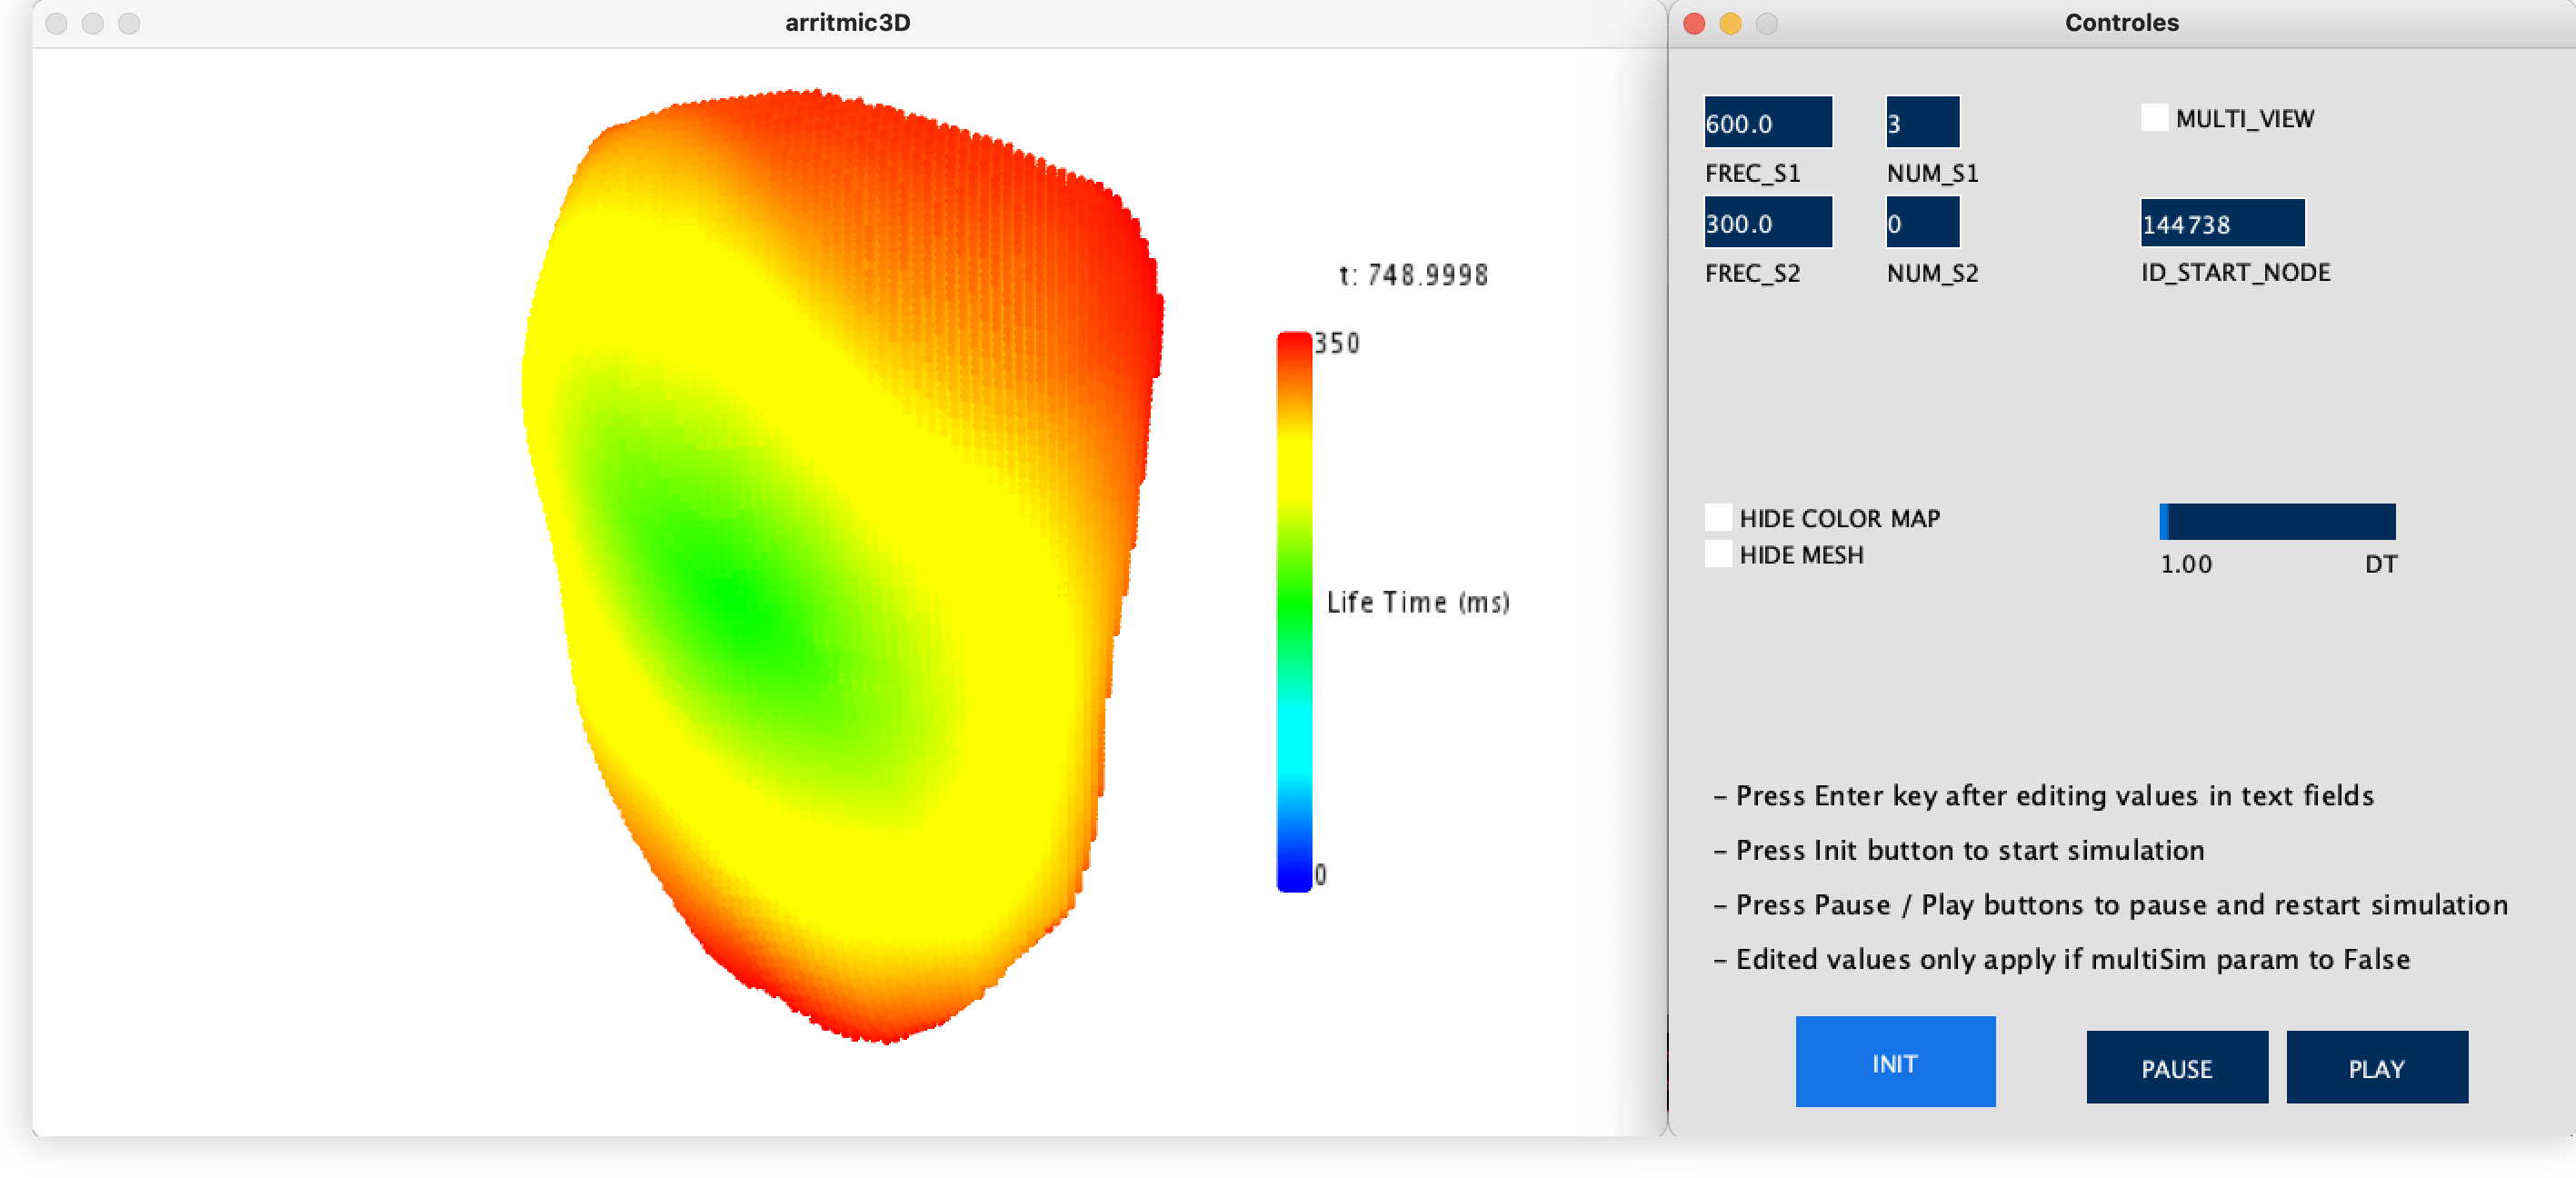 arritmic3D
t: 748.9998
350
Life Time (ms)
0
Controles
600.0
3
MULTI_VIEW
FREC_S1
NUM_S1
300.0
0
144738
FREC_S2
NUM_S2
ID_START_NODE
HIDE COLOR MAP
HIDE MESH
1.00
DT
– Press Enter key after editing values in text fields
– Press Init button to start simulation
– Press Pause / Play buttons to pause and restart simulation
– Edited values only apply if multiSim param to False
INIT
PAUSE
PLAY